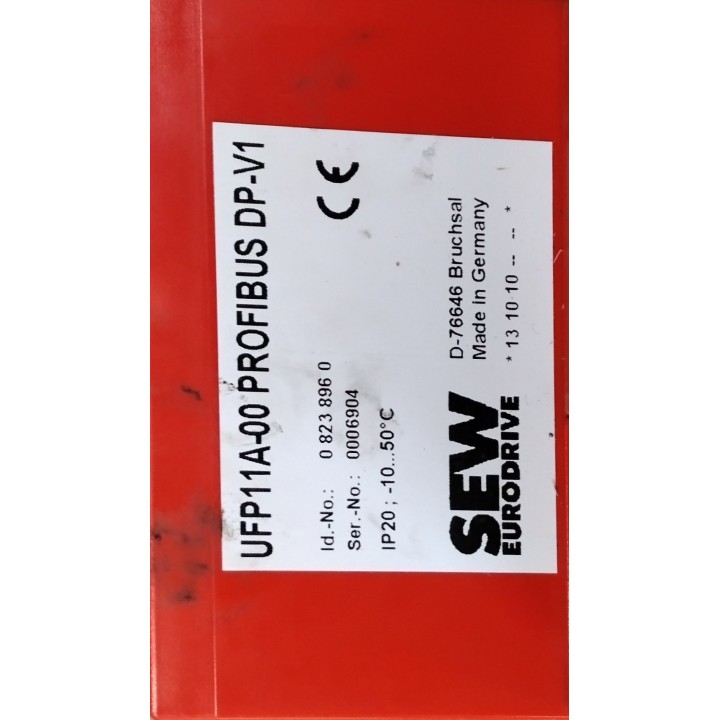 UFP11A-00 PROFIBUS DP-V1
Id.-No.: 0 823 896 0
Ser.-No.: 0006904
IP20 ; -10...50°C
CE
SEW
EURODRIVE
D-76646 Bruchsal
Made In Germany
* 13 10 10 -- -- *